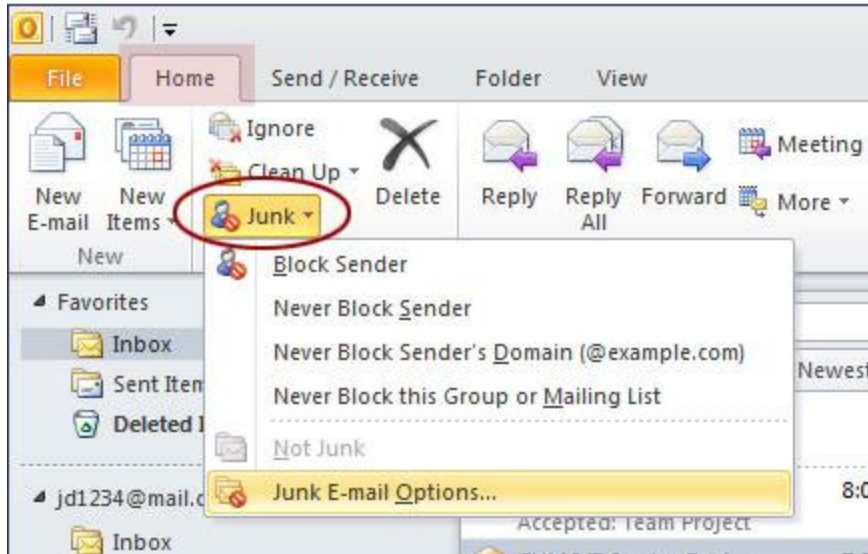 File Home Send / Receive Folder View
Ignore
Clean Up
Junk
New E-mail
New Items
Delete
Reply
Reply All
Forward
Meeting
More
New
Block Sender
Never Block Sender
Never Block Sender's Domain (@example.com)
Never Block this Group or Mailing List
Not Junk
Junk E-mail Options...
Favorites
Inbox
Sent Item
Deleted
Newest
jd1234@mail.c
8:0
Accepted: Team Project
Inbox